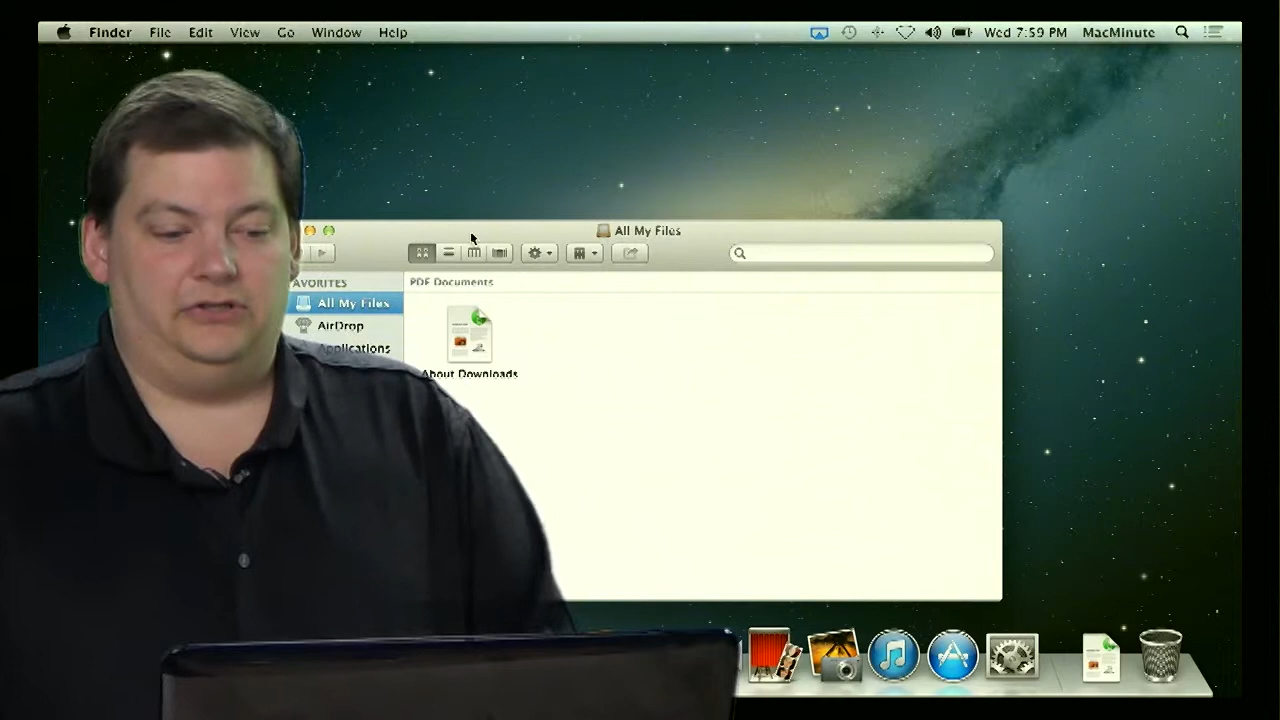 Finder File Edit View Go Window Help Wed 7:59 PM MacMinute
All My Files
AVORITES
PDF Documents
All My Files
AirDrop
Applications
About Downloads